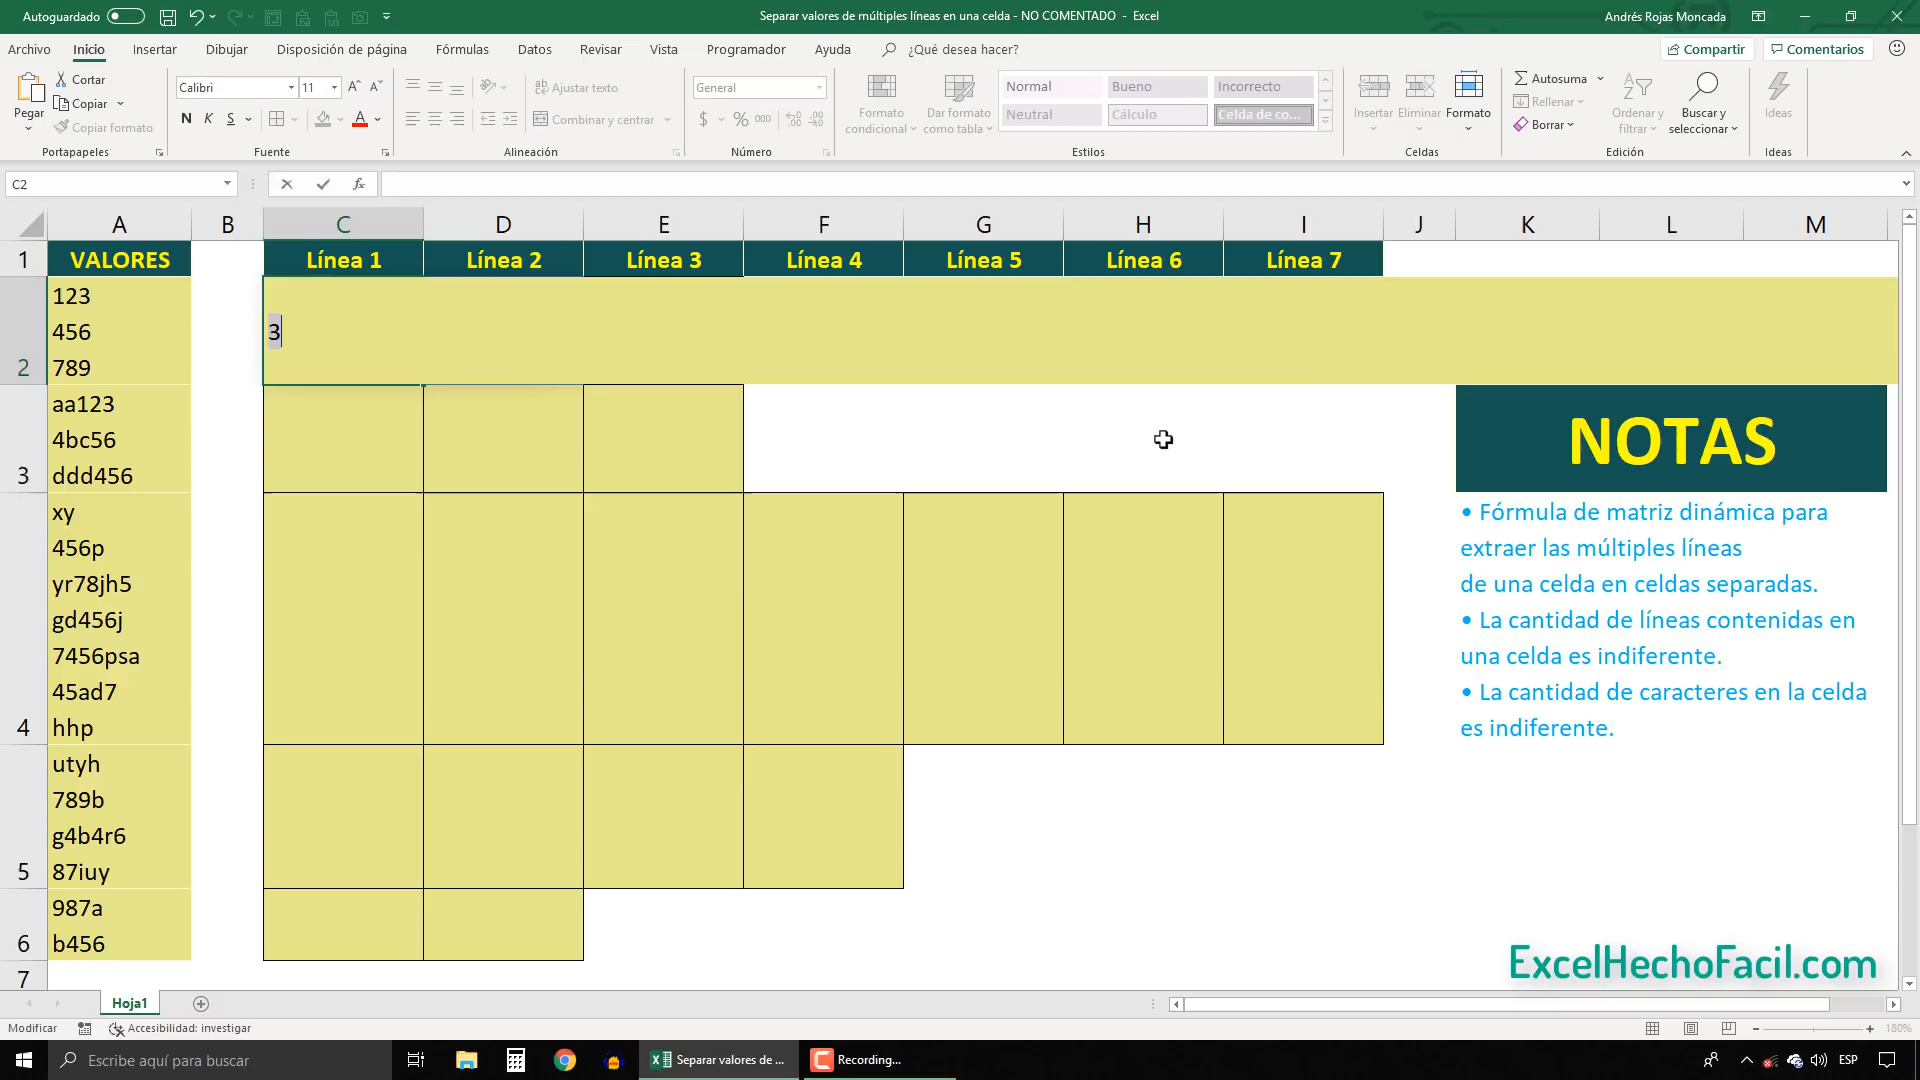 Autoguardado
Separar valores de múltiples líneas en una celda - NO COMENTADO - Excel
Andrés Rojas Moncada
Archivo Inicio Insertar Dibujar Disposición de página Fórmulas Datos Revisar Vista Programador Ayuda ¿Qué desea hacer?
Compartir Comentarios
Pegar
Cortar
Copiar
Copiar formato
Portapapeles
Calibri 11
N K S
Fuente
Ajustar texto
Combinar y centrar
Alineación
General
$ % 000
Número
Formato condicional
Dar formato como tabla
Normal Bueno Incorrecto
Neutral Cálculo Celda de co...
Estilos
Insertar Eliminar Formato
Celdas
Autosuma
Rellenar
Borrar
Ordenar y filtrar
Buscar y seleccionar
Edición
Ideas
Ideas
C2
fx
A B C D E F G H I J K L M
1 VALORES Línea 1 Línea 2 Línea 3 Línea 4 Línea 5 Línea 6 Línea 7
123
456
789
2
3
aa123
4bc56
ddd456
3
xy
456p
yr78jh5
gd456j
7456psa
45ad7
hhp
4
utyh
789b
g4b4r6
87iuy
5
987a
b456
6
7
NOTAS
• Fórmula de matriz dinámica para
extraer las múltiples líneas
de una celda en celdas separadas.
• La cantidad de líneas contenidas en
una celda es indiferente.
• La cantidad de caracteres en la celda
es indiferente.
ExcelHechoFacil.com
Hoja1
Modificar
Accesibilidad: investigar
180%
Escribe aquí para buscar
Separar valores de ...
Recording...
ESP